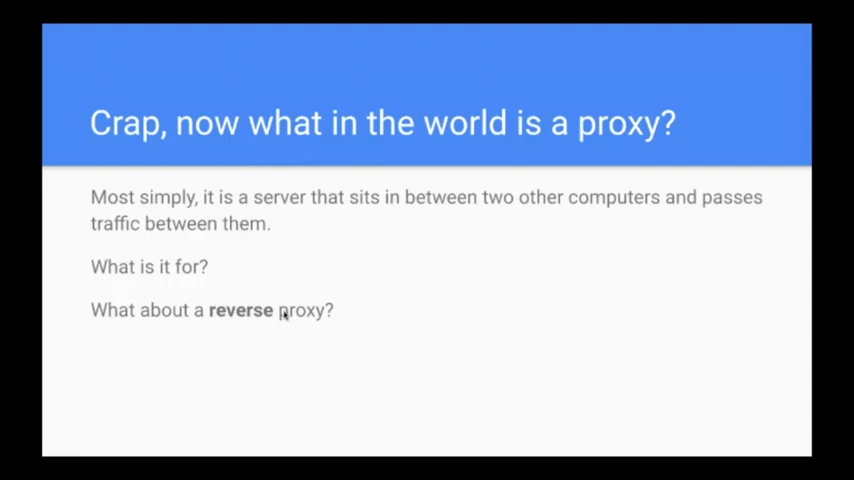 Crap, now what in the world is a proxy?
Most simply, it is a server that sits in between two other computers and passes
traffic between them.
What is it for?
What about a reverse proxy?